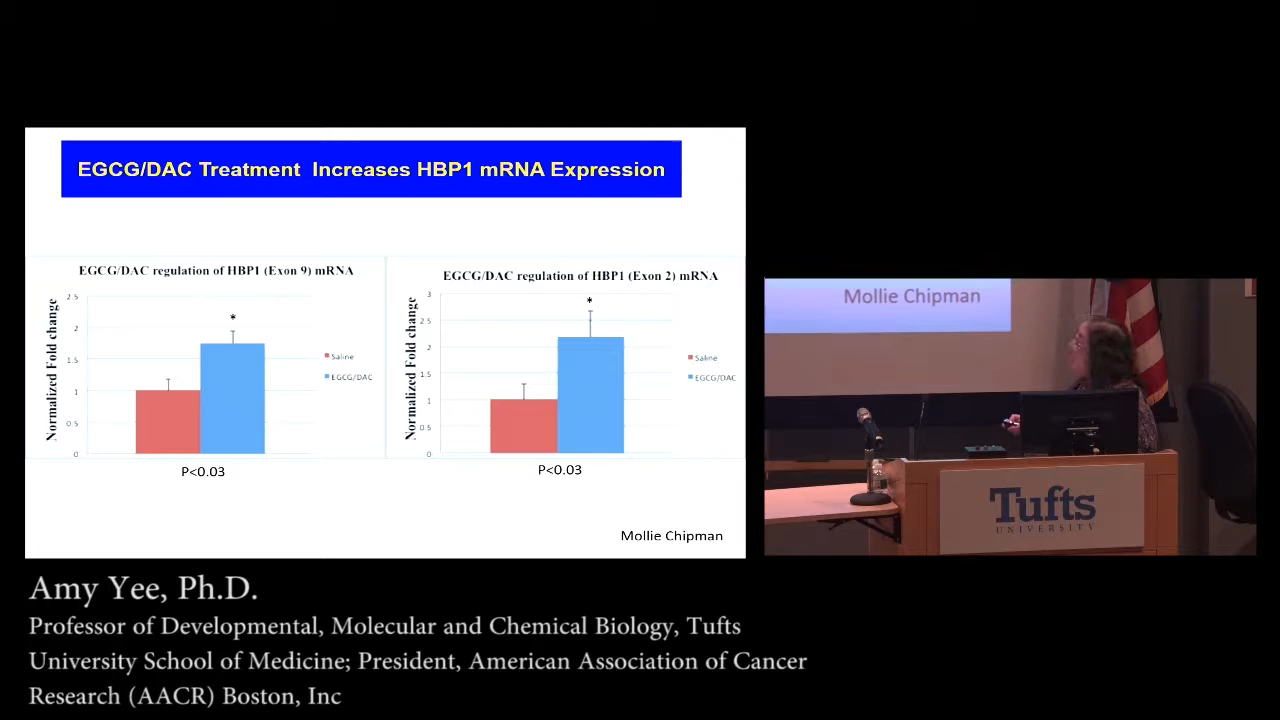 EGCG/DAC Treatment Increases HBP1 mRNA Expression
EGCG/DAC regulation of HBP1 (Exon 9) mRNA
Normalized Fold change
2.5
2
1.5
1
0.5
0
*
Saline
EGCG/DAC
P<0.03
EGCG/DAC regulation of HBP1 (Exon 2) mRNA
Normalized Fold change
3
2.5
2
1.5
1
0.5
0
*
Saline
EGCG/DAC
P<0.03
Mollie Chipman
Mollie Chipman
Tufts
UNIVERSITY
Amy Yee, Ph.D.
Professor of Developmental, Molecular and Chemical Biology, Tufts
University School of Medicine; President, American Association of Cancer
Research (AACR) Boston, Inc